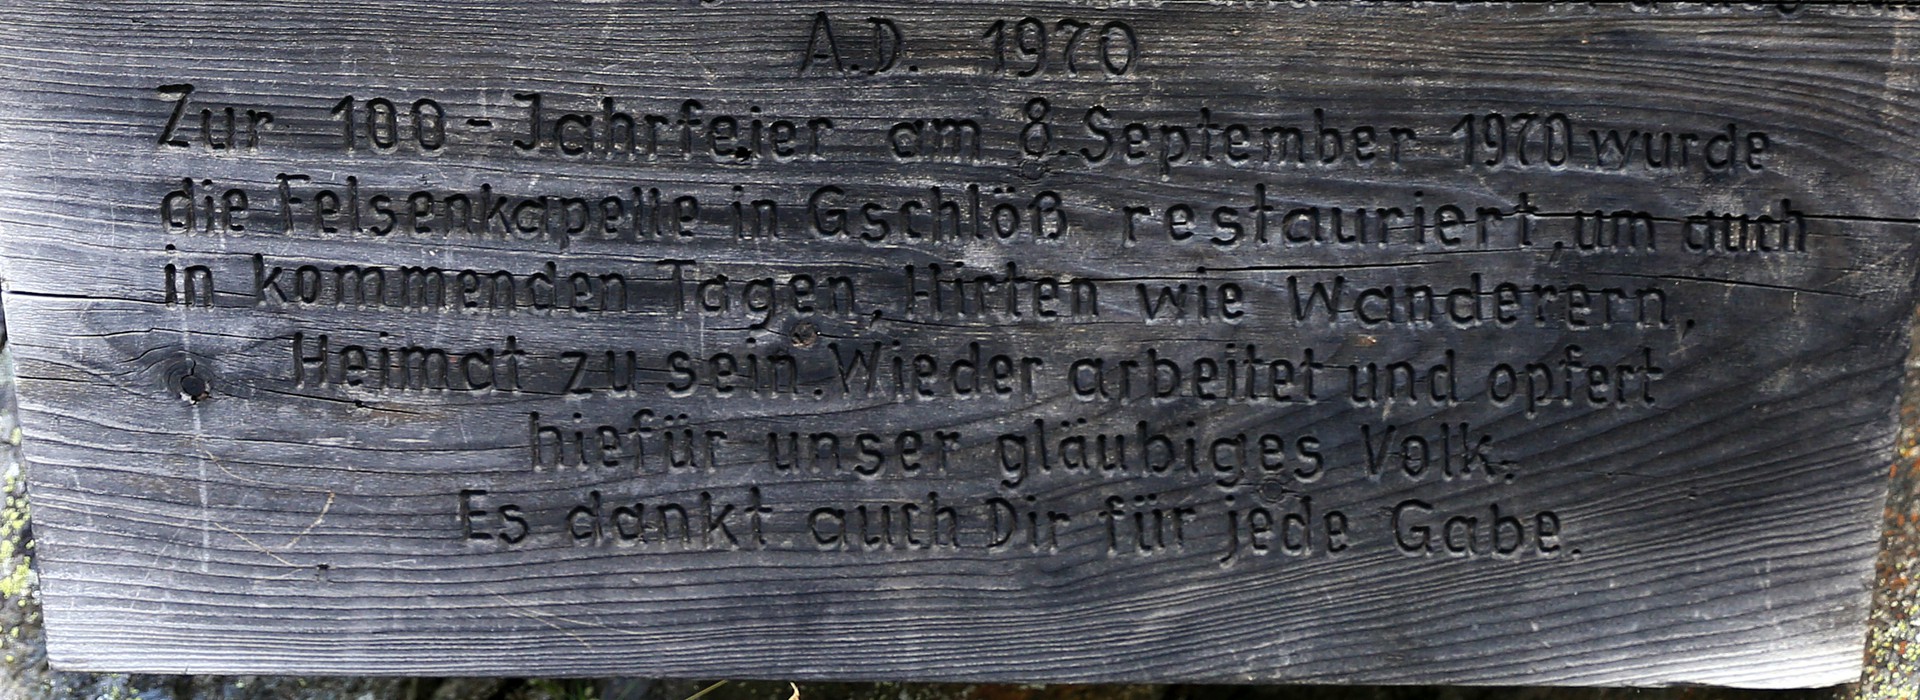 A.D. 1970
Zur 100-Jahrfeier am 8. September 1970 wurde
die Felsenkapelle in Gschlöß restauriert, um auch
in kommenden Tagen, Hirten wie Wanderern,
Heimat zu sein. Wieder arbeitet und opfert
hiefür unser gläubiges Volk.
Es dankt auch Dir für jede Gabe.